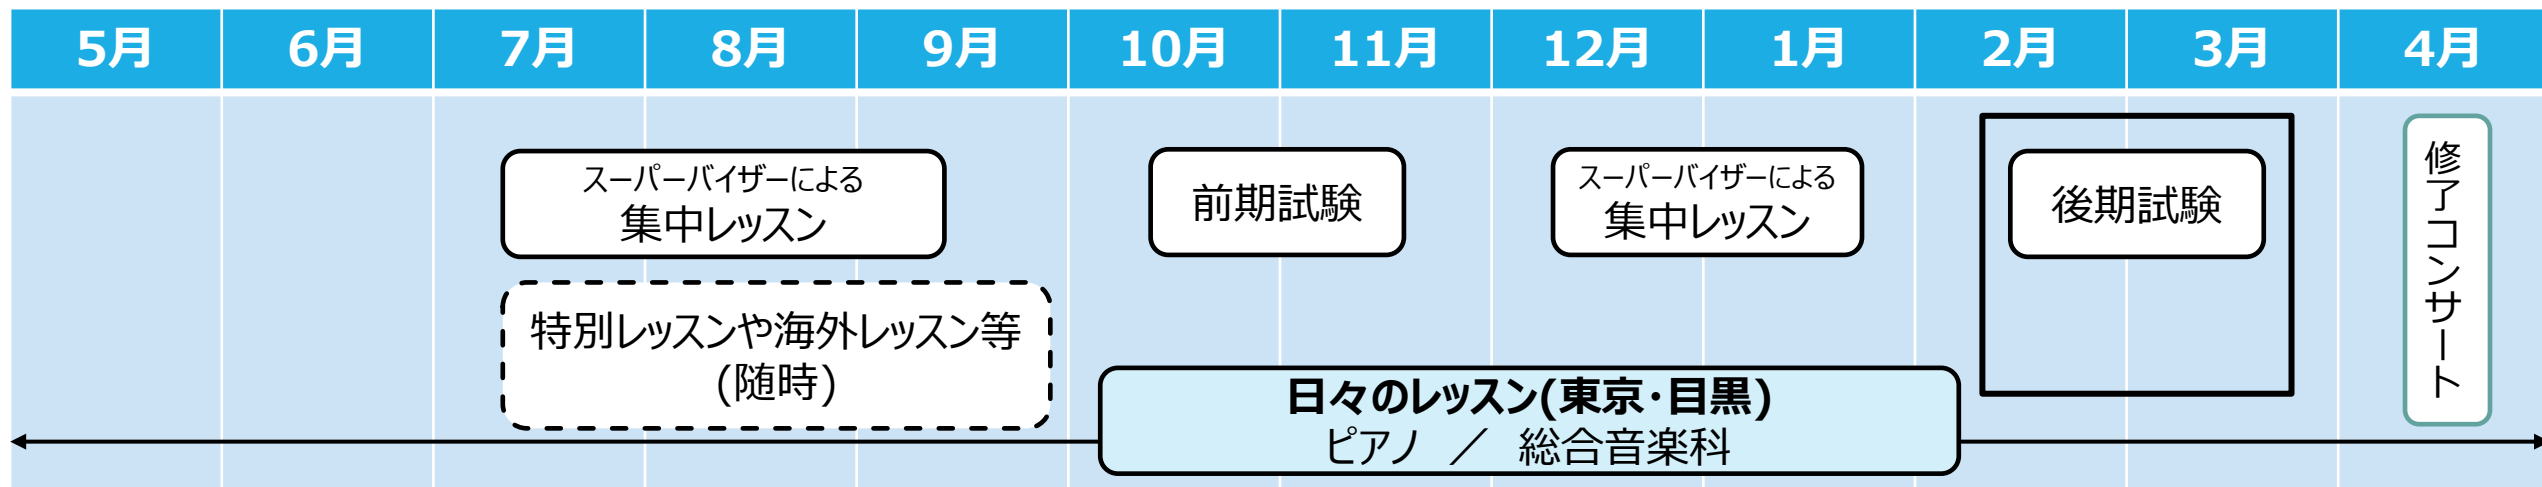 5月 6月 7月 8月 9月 10月 11月 12月 1月 2月 3月 4月
スーパーバイザーによる
集中レッスン
前期試験
スーパーバイザーによる
集中レッスン
後期試験
修了コンサート
特別レッスンや海外レッスン等
(随時)
日々のレッスン(東京・目黒)
ピアノ ／ 総合音楽科